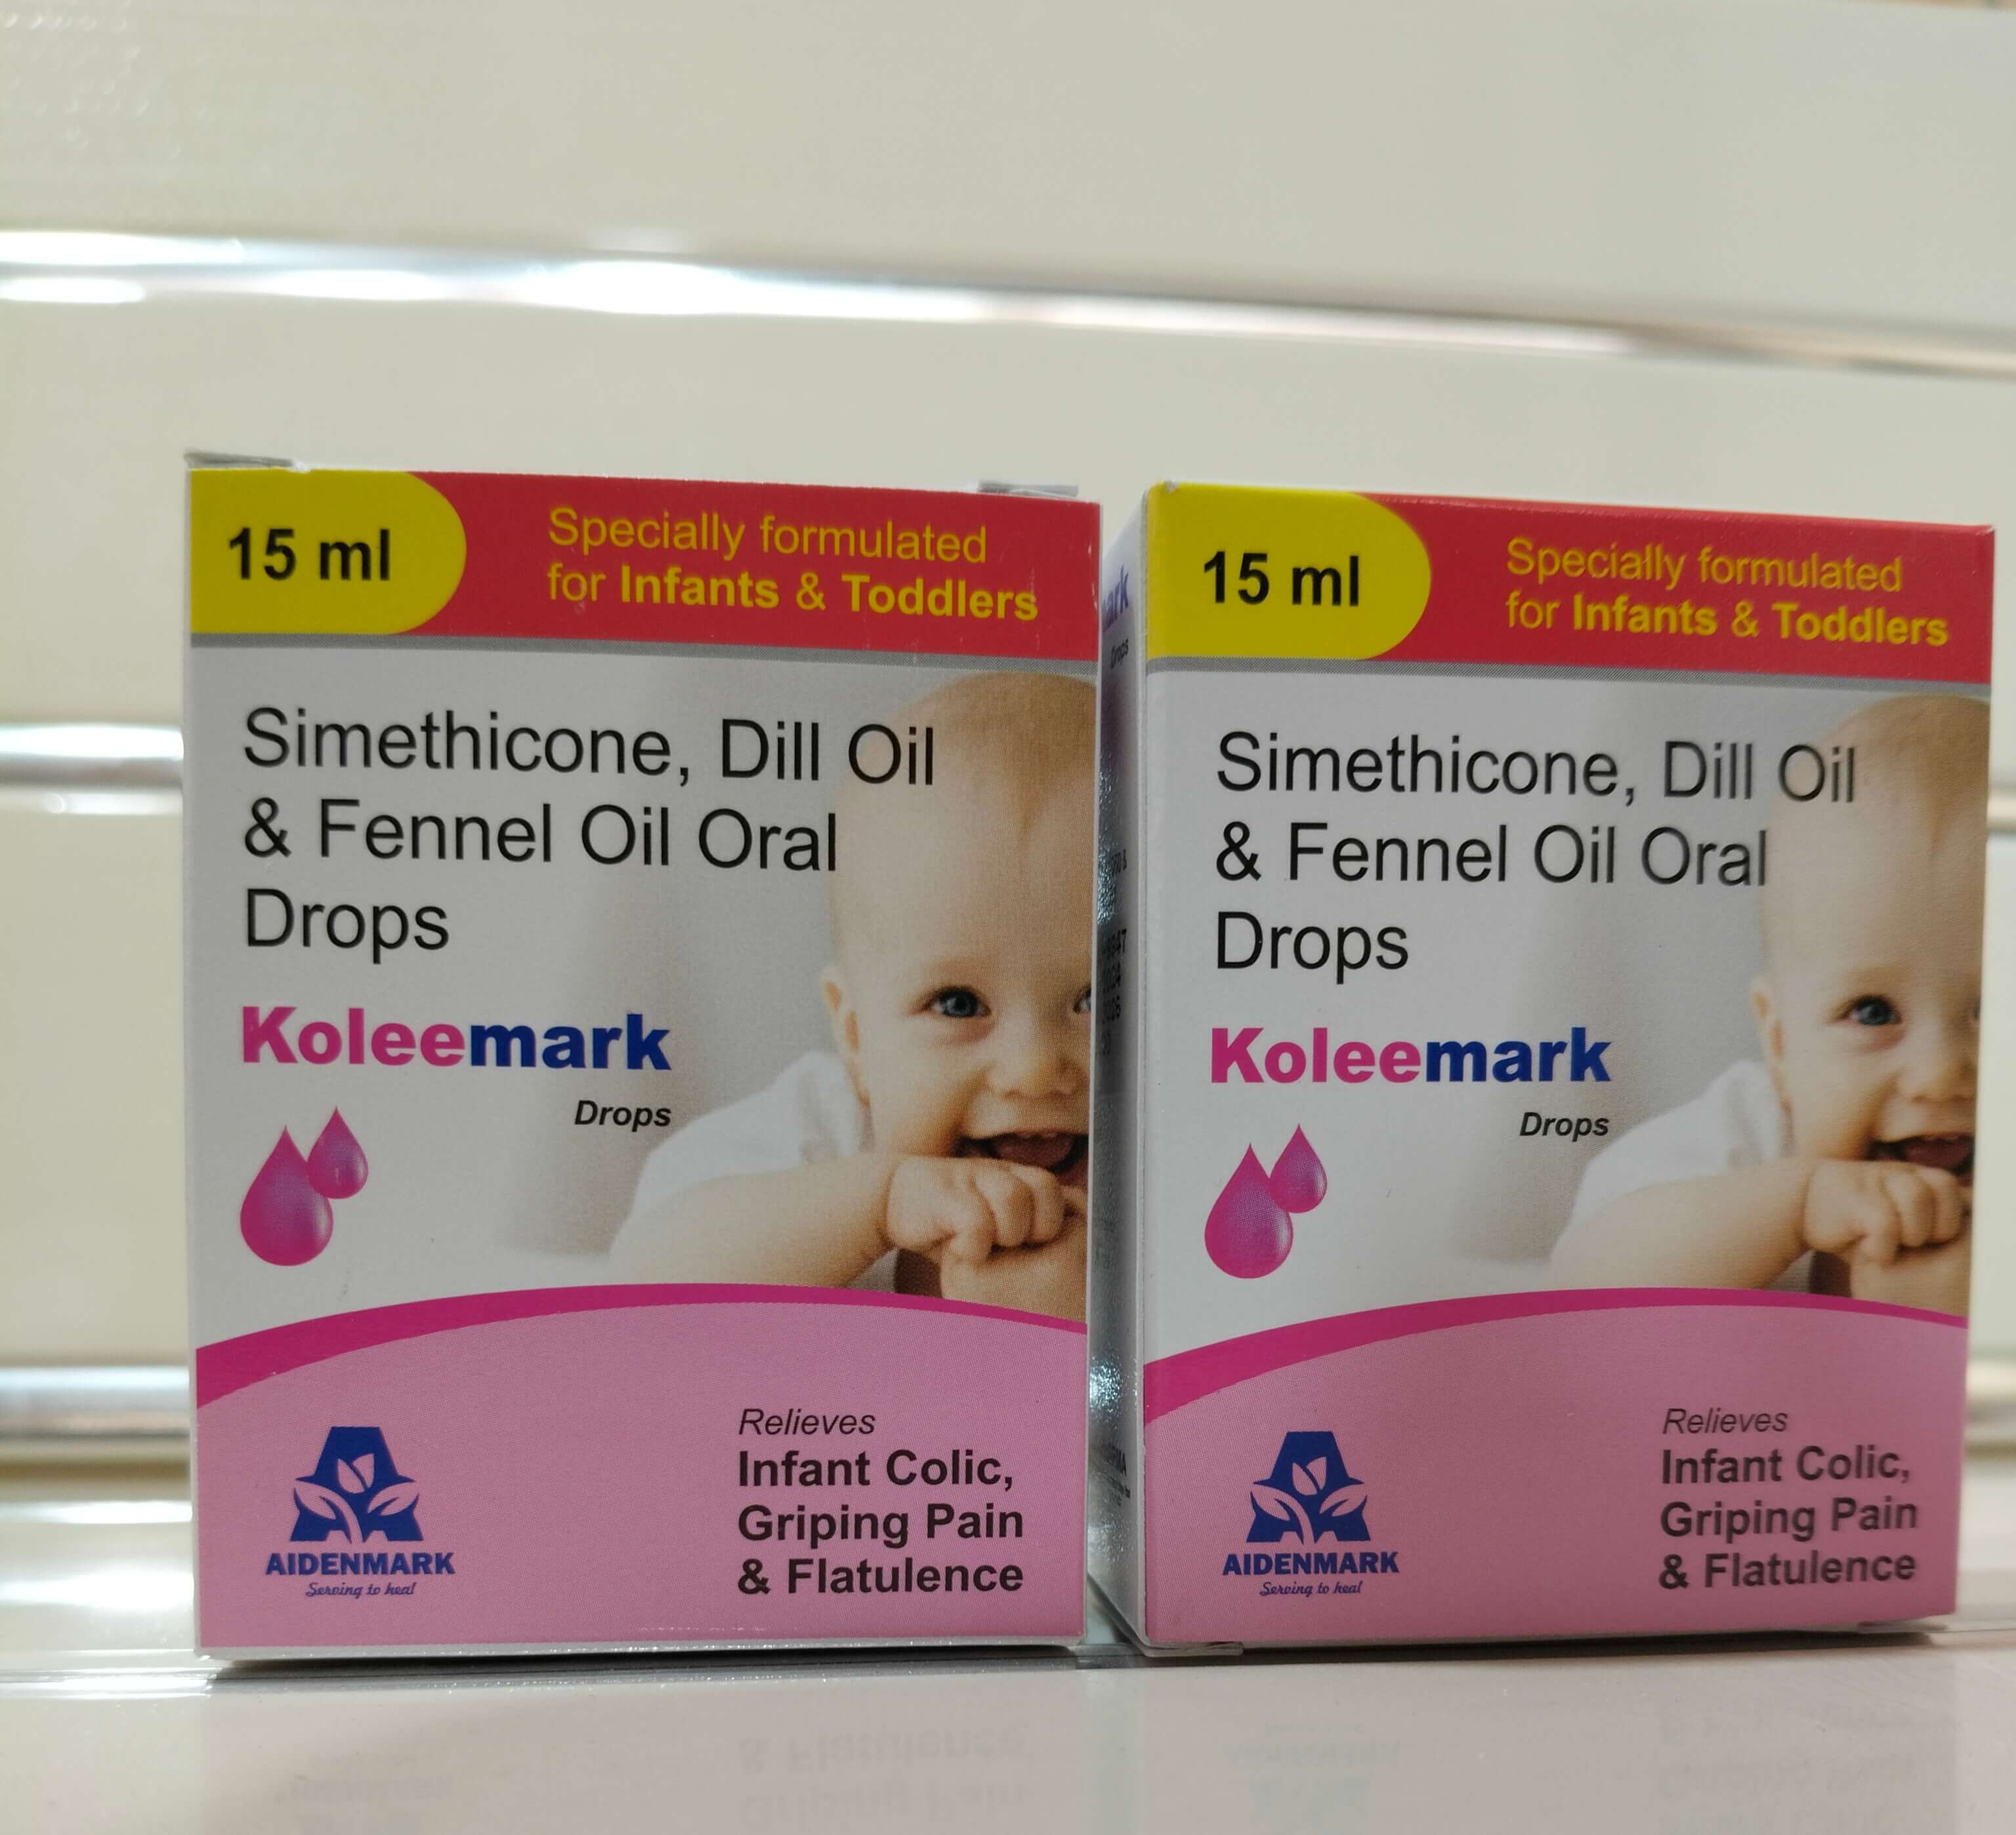 15 ml
Specially formulated
for Infants & Toddlers
Simethicone, Dill Oil
& Fennel Oil Oral
Drops
Koleemark
Drops
AIDENMARK
Serving to heal
Relieves
Infant Colic,
Griping Pain
& Flatulence
15 ml
Specially formulated
for Infants & Toddlers
Simethicone, Dill Oil
& Fennel Oil Oral
Drops
Koleemark
Drops
AIDENMARK
Serving to heal
Relieves
Infant Colic,
Griping Pain
& Flatulence
Drops